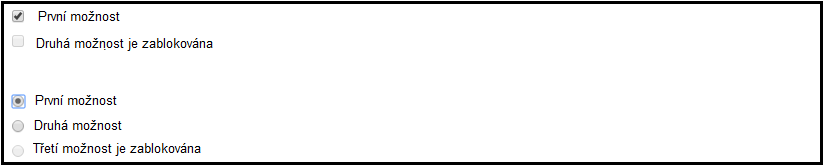 První možnost
Druhá možnost je zablokována
První možnost
Druhá možnost
Třetí možnost je zablokována